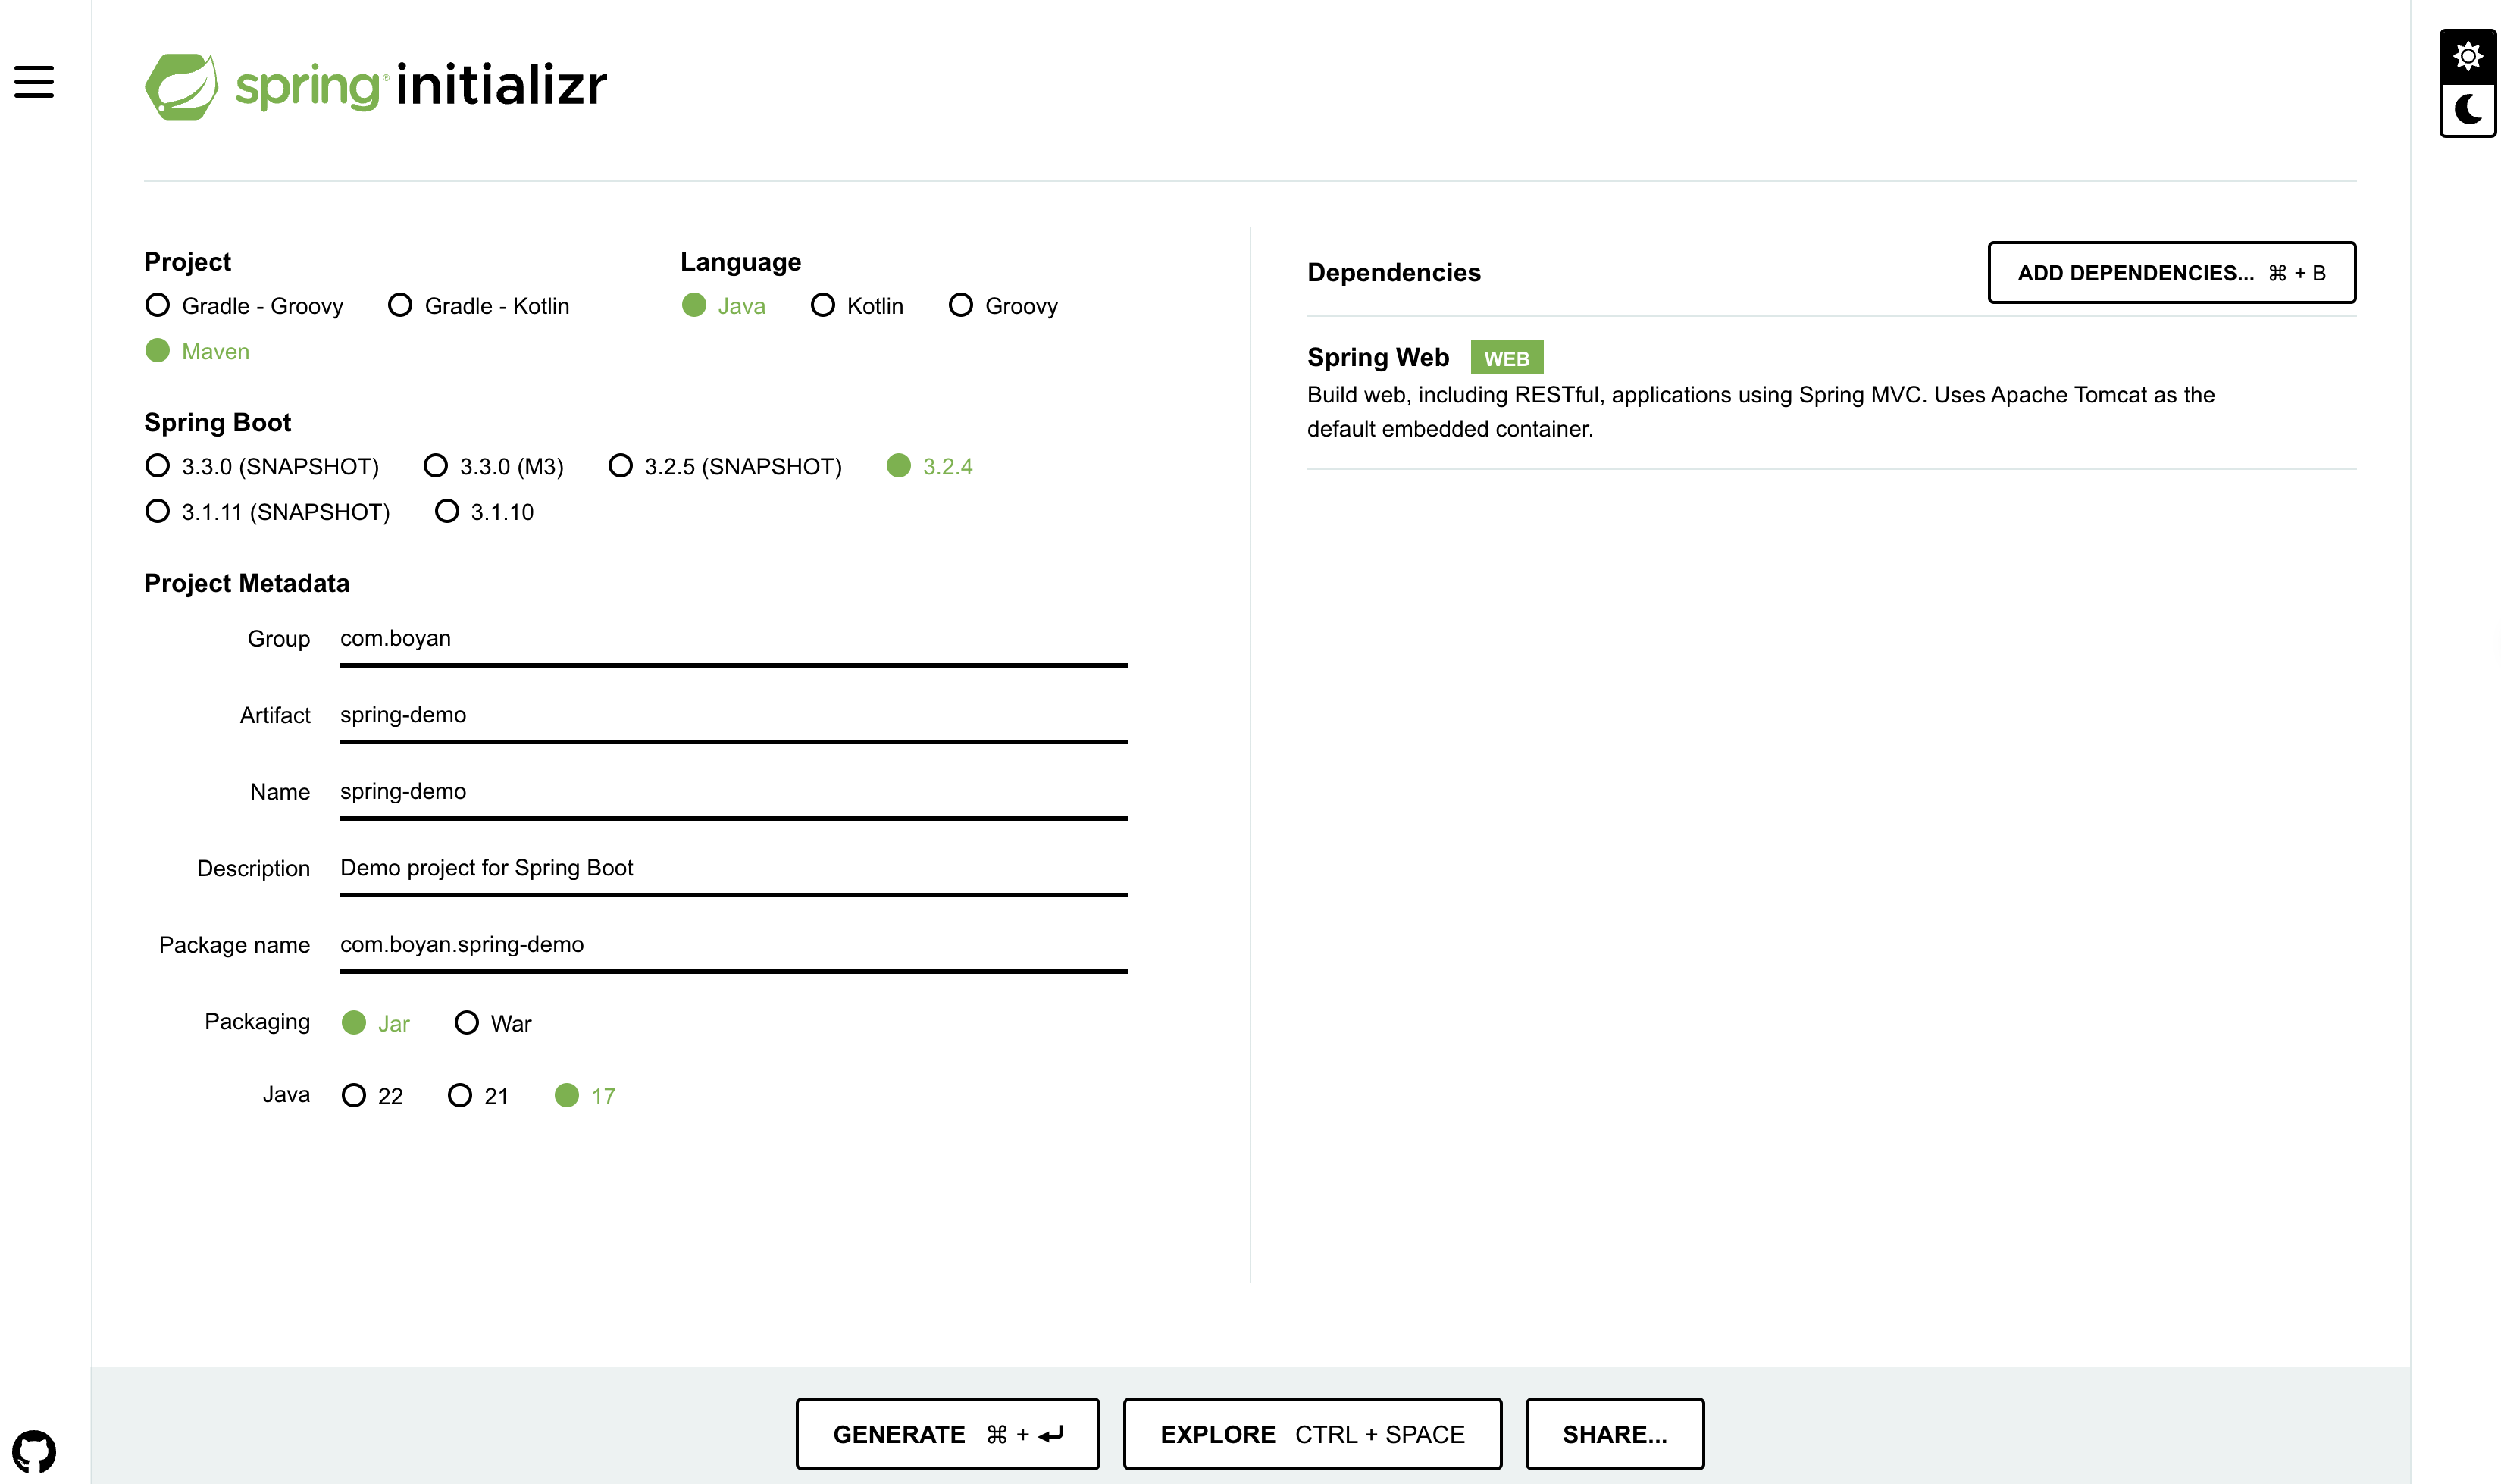 spring initializr
Project
Gradle - Groovy Gradle - Kotlin
Maven
Language
Java Kotlin Groovy
Spring Boot
3.3.0 (SNAPSHOT) 3.3.0 (M3) 3.2.5 (SNAPSHOT) 3.2.4
3.1.11 (SNAPSHOT) 3.1.10
Project Metadata
Group com.boyan
Artifact spring-demo
Name spring-demo
Description Demo project for Spring Boot
Package name com.boyan.spring-demo
Packaging Jar War
Java 22 21 17
Dependencies
ADD DEPENDENCIES... ⌘ + B
Spring Web WEB
Build web, including RESTful, applications using Spring MVC. Uses Apache Tomcat as the
default embedded container.
GENERATE ⌘ + ⏎
EXPLORE CTRL + SPACE
SHARE...